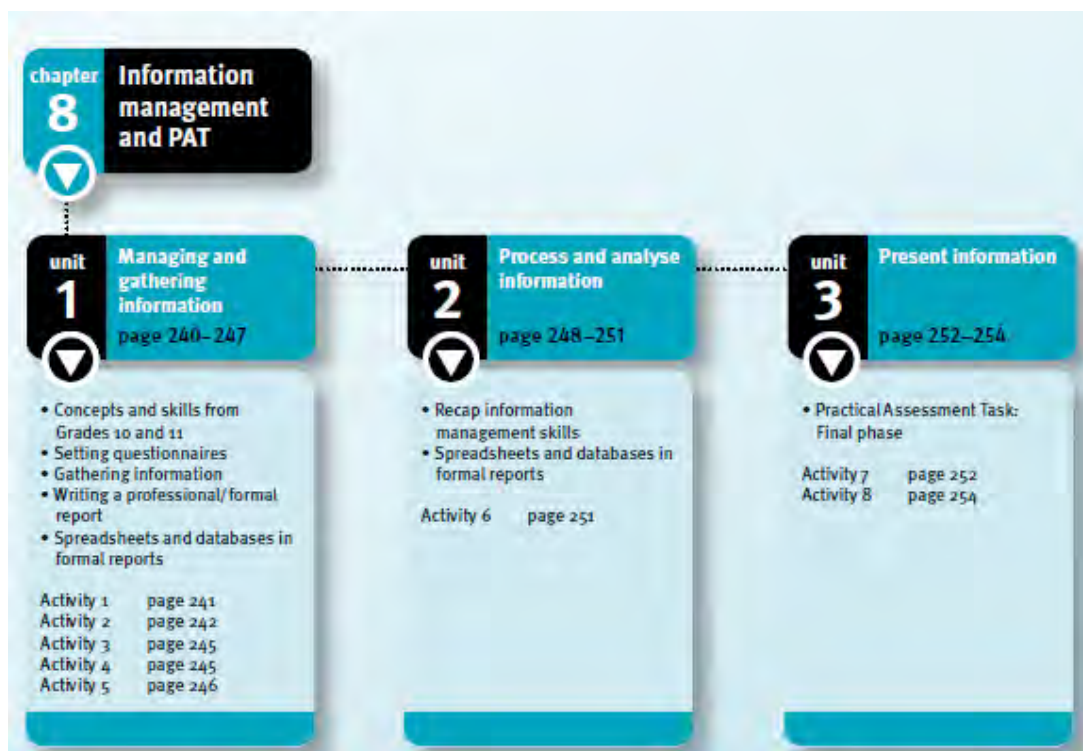 chapter
8
Information
management
and PAT
unit
1
Managing and
gathering
information
page 240–247
• Concepts and skills from
Grades 10 and 11
• Setting questionnaires
• Gathering information
• Writing a professional/formal
report
• Spreadsheets and databases in
formal reports
Activity 1 page 241
Activity 2 page 242
Activity 3 page 245
Activity 4 page 245
Activity 5 page 246
unit
2
Process and analyse
information
page 248–251
• Recap information
management skills
• Spreadsheets and databases in
formal reports
Activity 6 page 251
unit
3
Present information
page 252–254
• Practical Assessment Task:
Final phase
Activity 7 page 252
Activity 8 page 254